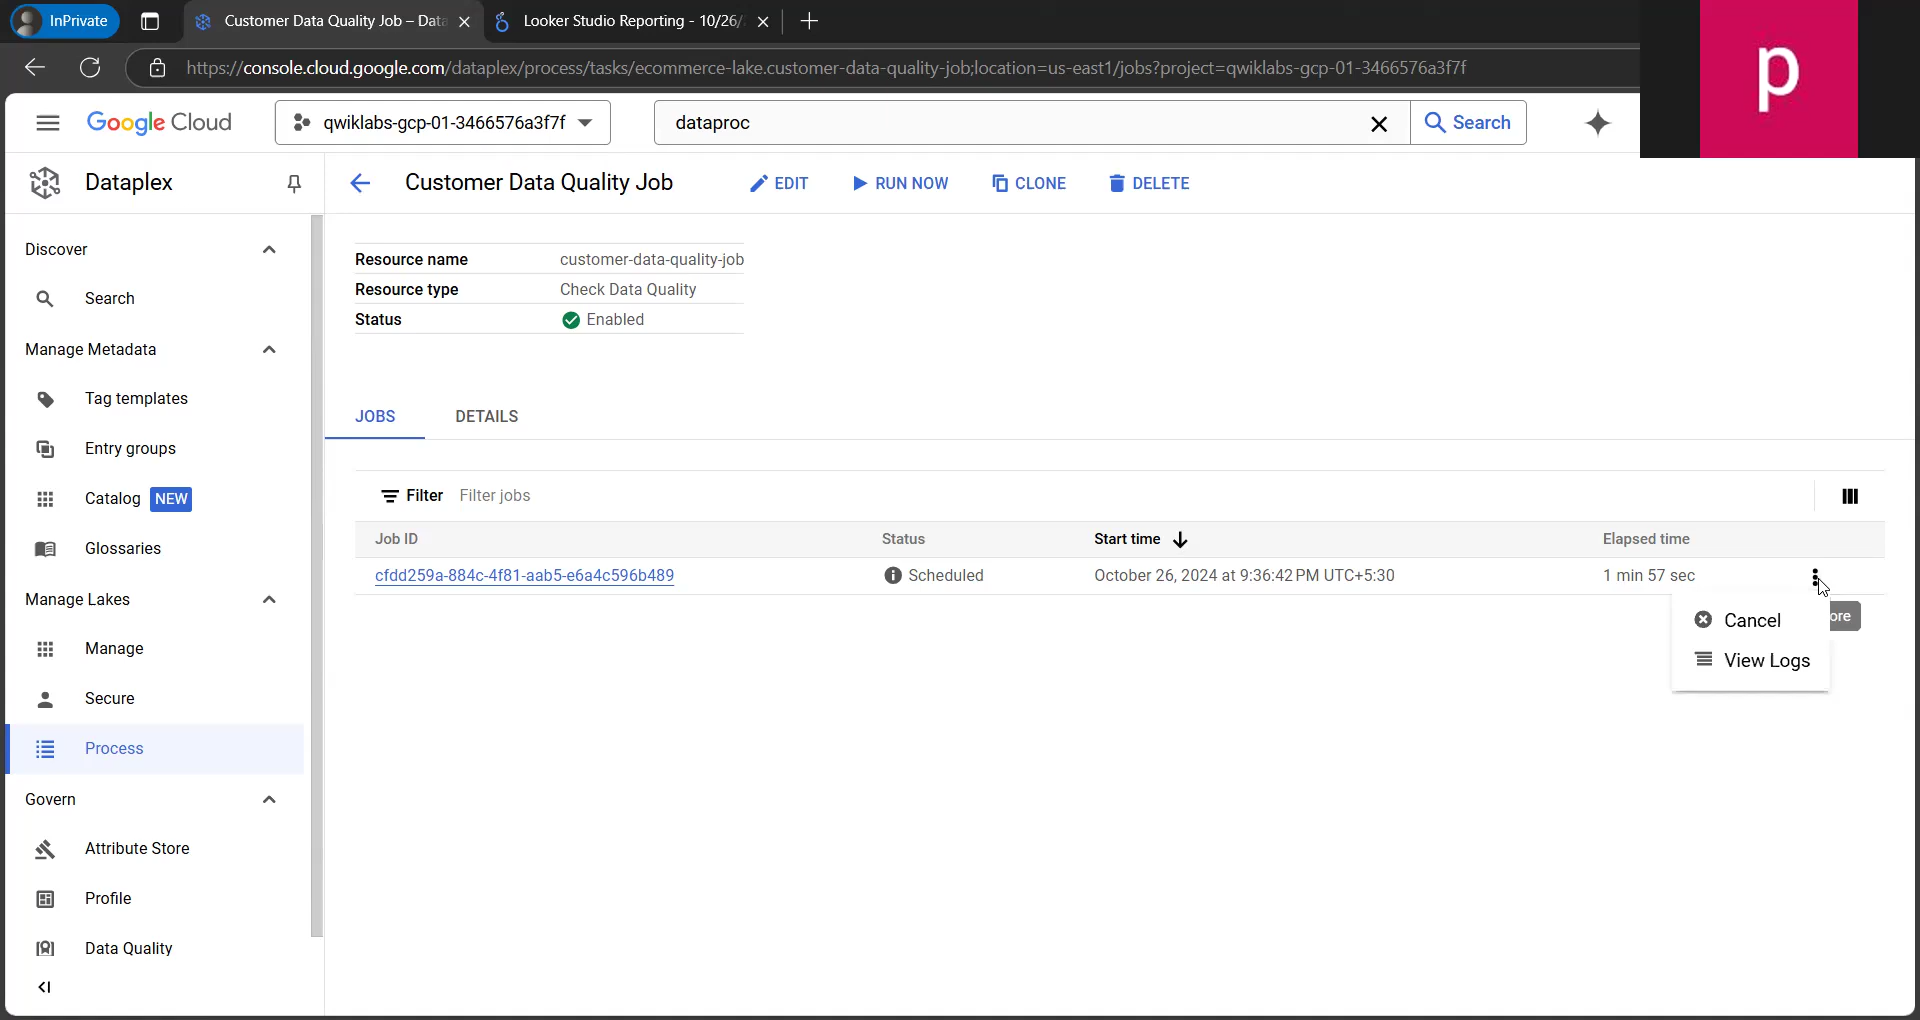 InPrivate
Customer Data Quality Job – Data
Looker Studio Reporting - 10/26/
https://console.cloud.google.com/dataplex/process/tasks/ecommerce-lake.customer-data-quality-job;location=us-east1/jobs?project=qwiklabs-gcp-01-3466576a3f7f
p
Google Cloud
qwiklabs-gcp-01-3466576a3f7f
dataproc
Search
Dataplex
Customer Data Quality Job
EDIT
RUN NOW
CLONE
DELETE
Discover
Search
Manage Metadata
Tag templates
Entry groups
Catalog NEW
Glossaries
Manage Lakes
Manage
Secure
Process
Govern
Attribute Store
Profile
Data Quality
Resource name customer-data-quality-job
Resource type Check Data Quality
Status Enabled
JOBS DETAILS
Filter Filter jobs
Job ID Status Start time Elapsed time
cfdd259a-884c-4f81-aab5-e6a4c596b489 Scheduled October 26, 2024 at 9:36:42 PM UTC+5:30 1 min 57 sec
Cancel
ore
View Logs